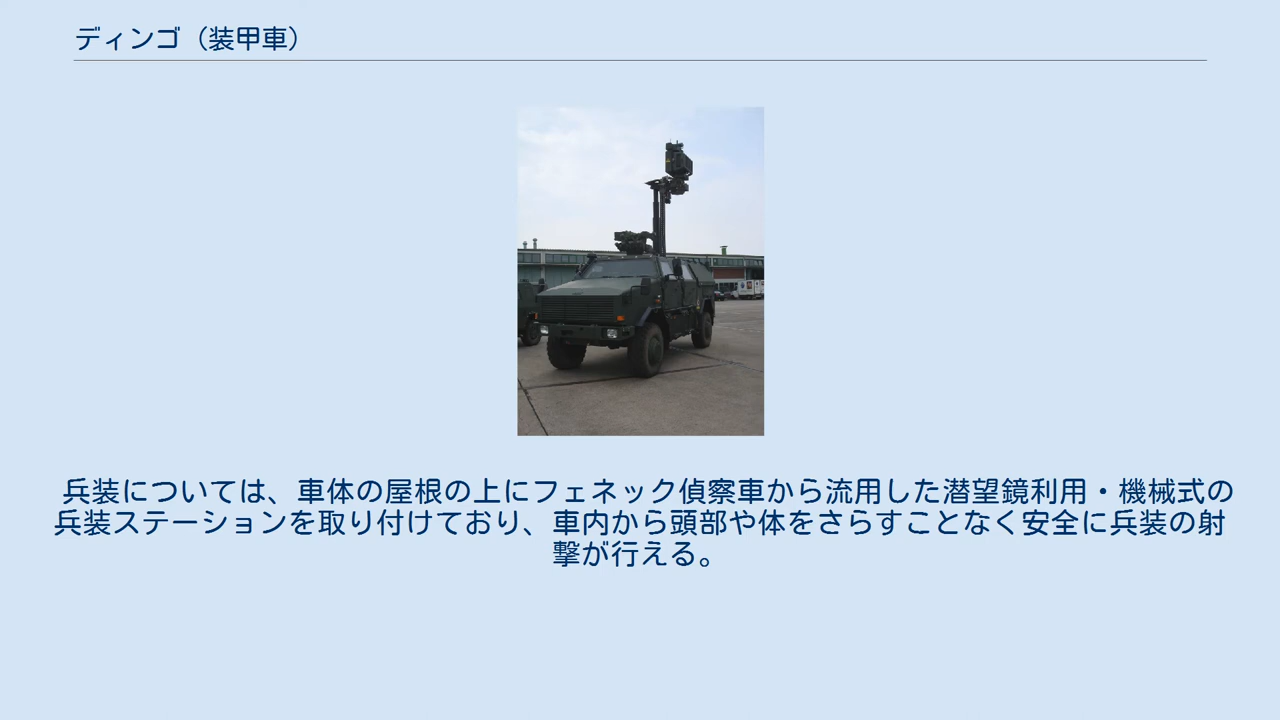 ディンゴ（装甲車）
兵装については、車体の屋根の上にフェネック偵察車から流用した潜望鏡利用・機械式の
兵装ステーションを取り付けており、車内から頭部や体をさらすことなく安全に兵装の射
撃が行える。